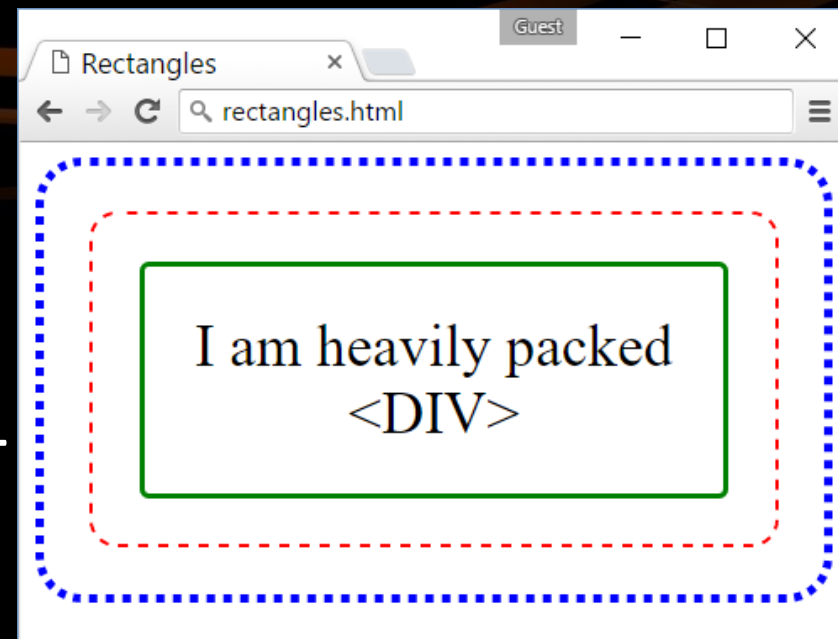 Guest
Rectangles
rectangles.html
I am heavily packed
<DIV>